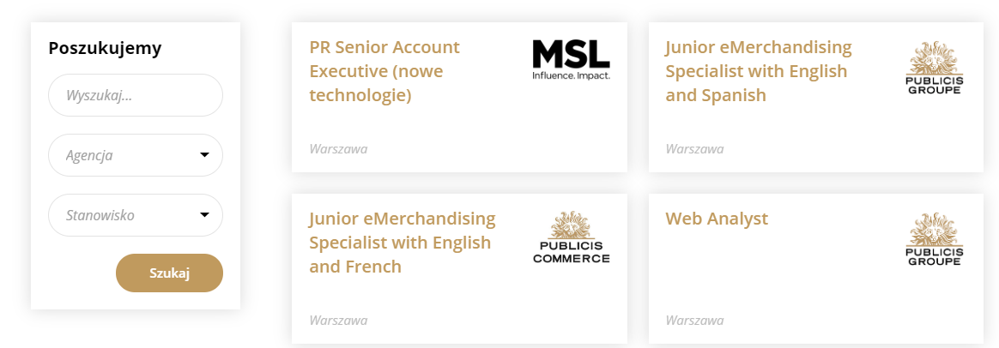 Poszukujemy
Wyszukaj...
Agencja
Stanowisko
Szukaj
PR Senior Account
Executive (nowe
technologie)
MSL
Influence. Impact.
Warszawa
Junior eMerchandising
Specialist with English
and Spanish
PUBLICIS
GROUPE
Warszawa
Junior eMerchandising
Specialist with English
and French
PUBLICIS
COMMERCE
Warszawa
Web Analyst
PUBLICIS
GROUPE
Warszawa